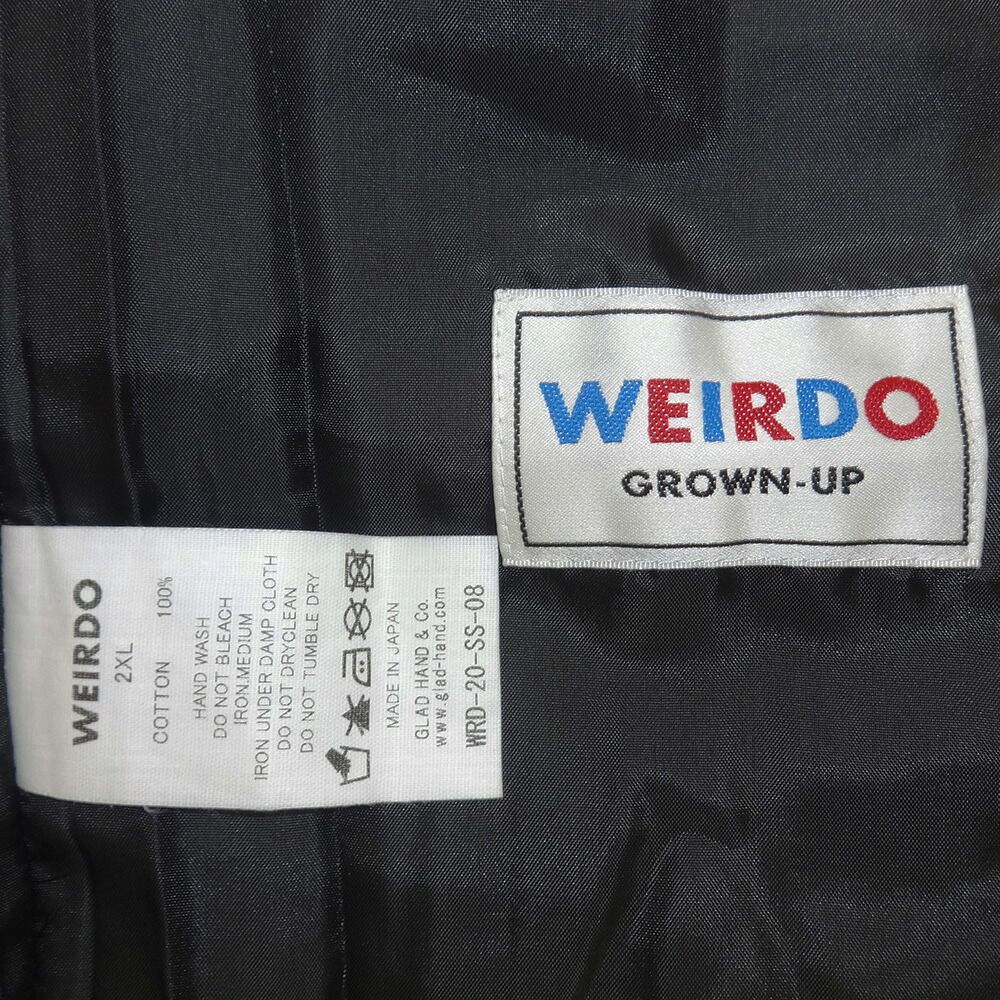 WEIRDO
GROWN-UP
WEIRDO
2XL
COTTON 100%
HAND WASH
DO NOT BLEACH
IRON.MEDIUM
IRON UNDER DAMP CLOTH
DO NOT DRYCLEAN
DO NOT TUMBLE DRY
MADE IN JAPAN
GLAD HAND & Co.
www.glad-hand.com
WRD-20-SS-08